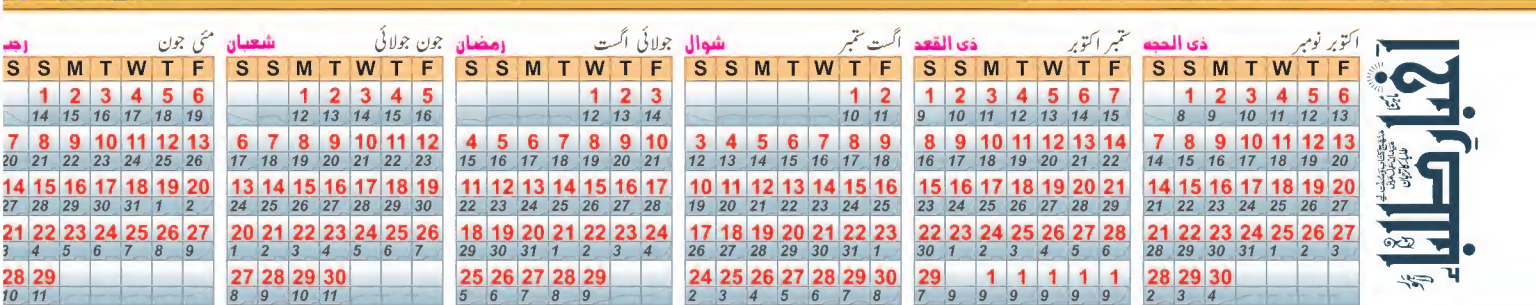 رجب مئی جون
S S M T W T F
1 2 3 4 5 6
14 15 16 17 18 19
7 8 9 10 11 12 13
20 21 22 23 24 25 26
14 15 16 17 18 19 20
27 28 29 30 31 1 2
21 22 23 24 25 26 27
3 4 5 6 7 8 9
28 29
10 11
شعبان جون جولائی
S S M T W T F
1 2 3 4 5
12 13 14 15 16
6 7 8 9 10 11 12
17 18 19 20 21 22 23
13 14 15 16 17 18 19
24 25 26 27 28 29 30
20 21 22 23 24 25 26
1 2 3 4 5 6 7
27 28 29 30
8 9 10 11
رمضان جولائی اگست
S S M T W T F
1 2 3
12 13 14
4 5 6 7 8 9 10
15 16 17 18 19 20 21
11 12 13 14 15 16 17
22 23 24 25 26 27 28
18 19 20 21 22 23 24
29 30 31 1 2 3 4
25 26 27 28 29
5 6 7 8 9
شوال اگست ستمبر
S S M T W T F
1 2
10 11
3 4 5 6 7 8 9
12 13 14 15 16 17 18
10 11 12 13 14 15 16
19 20 21 22 23 24 25
17 18 19 20 21 22 23
26 27 28 29 30 31 1
24 25 26 27 28 29 30
2 3 4 5 6 7 8
ذی القعد ستمبر اکتوبر
S S M T W T F
1 2 3 4 5 6 7
9 10 11 12 13 14 15
8 9 10 11 12 13 14
16 17 18 19 20 21 22
15 16 17 18 19 20 21
23 24 25 26 27 28 29
22 23 24 25 26 27 28
30 1 2 3 4 5 6
29 1 1 1 1 1
7 9 9 9 9 9 9
ذی الحجہ اکتوبر نومبر
S S M T W T F
1 2 3 4 5 6
8 9 10 11 12 13
7 8 9 10 11 12 13
14 15 16 17 18 19 20
14 15 16 17 18 19 20
21 22 23 24 25 26 27
21 22 23 24 25 26 27
28 29 30 31 1 2 3
28 29 30
2 3 4
اخبار طلباء
طلباء کا ترجمان
لاہور